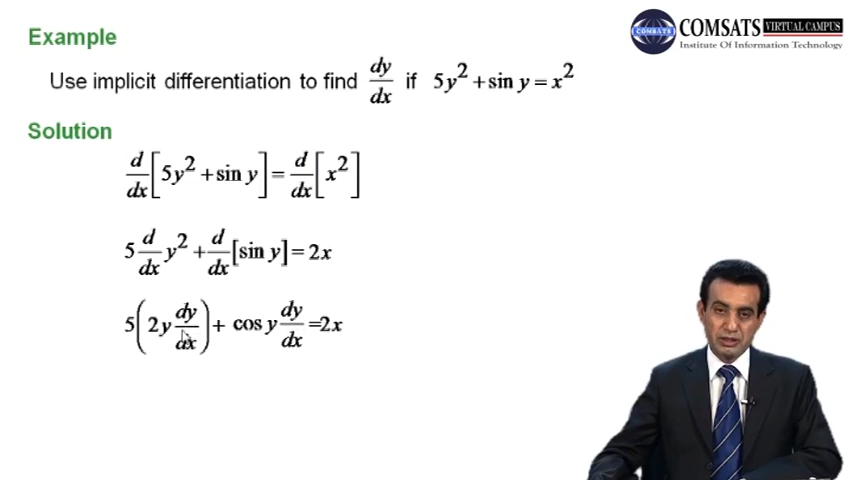 Example
COMSATS VIRTUAL CAMPUS
Institute Of Information Technology
COMSATS
Use implicit differentiation to find dy/dx if 5y² + sin y = x²
Solution
d/dx [5y² + sin y] = d/dx [x²]
5 d/dx y² + d/dx [sin y] = 2x
5(2y dy/dx) + cos y dy/dx = 2x